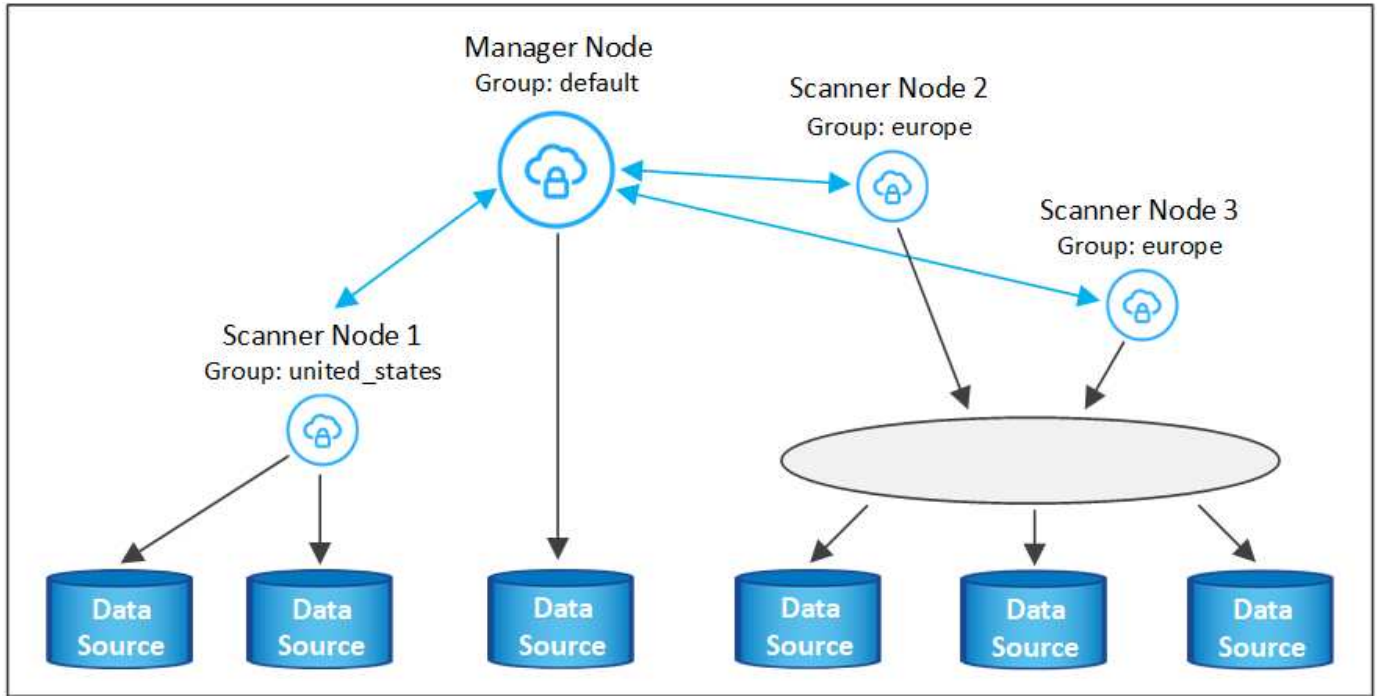 Manager Node
Group: default
Scanner Node 2
Group: europe
Scanner Node 3
Group: europe
Scanner Node 1
Group: united_states
Data
Source
Data
Source
Data
Source
Data
Source
Data
Source
Data
Source